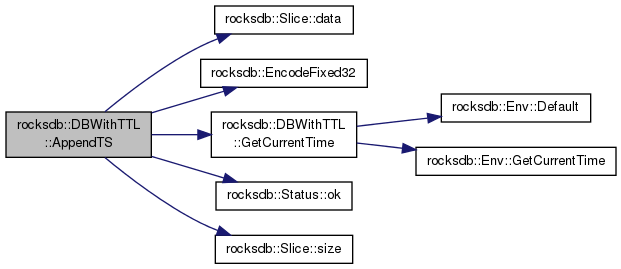 rocksdb::DBWithTTL
::AppendTS
rocksdb::Slice::data
rocksdb::EncodeFixed32
rocksdb::DBWithTTL
::GetCurrentTime
rocksdb::Env::Default
rocksdb::Env::GetCurrentTime
rocksdb::Status::ok
rocksdb::Slice::size